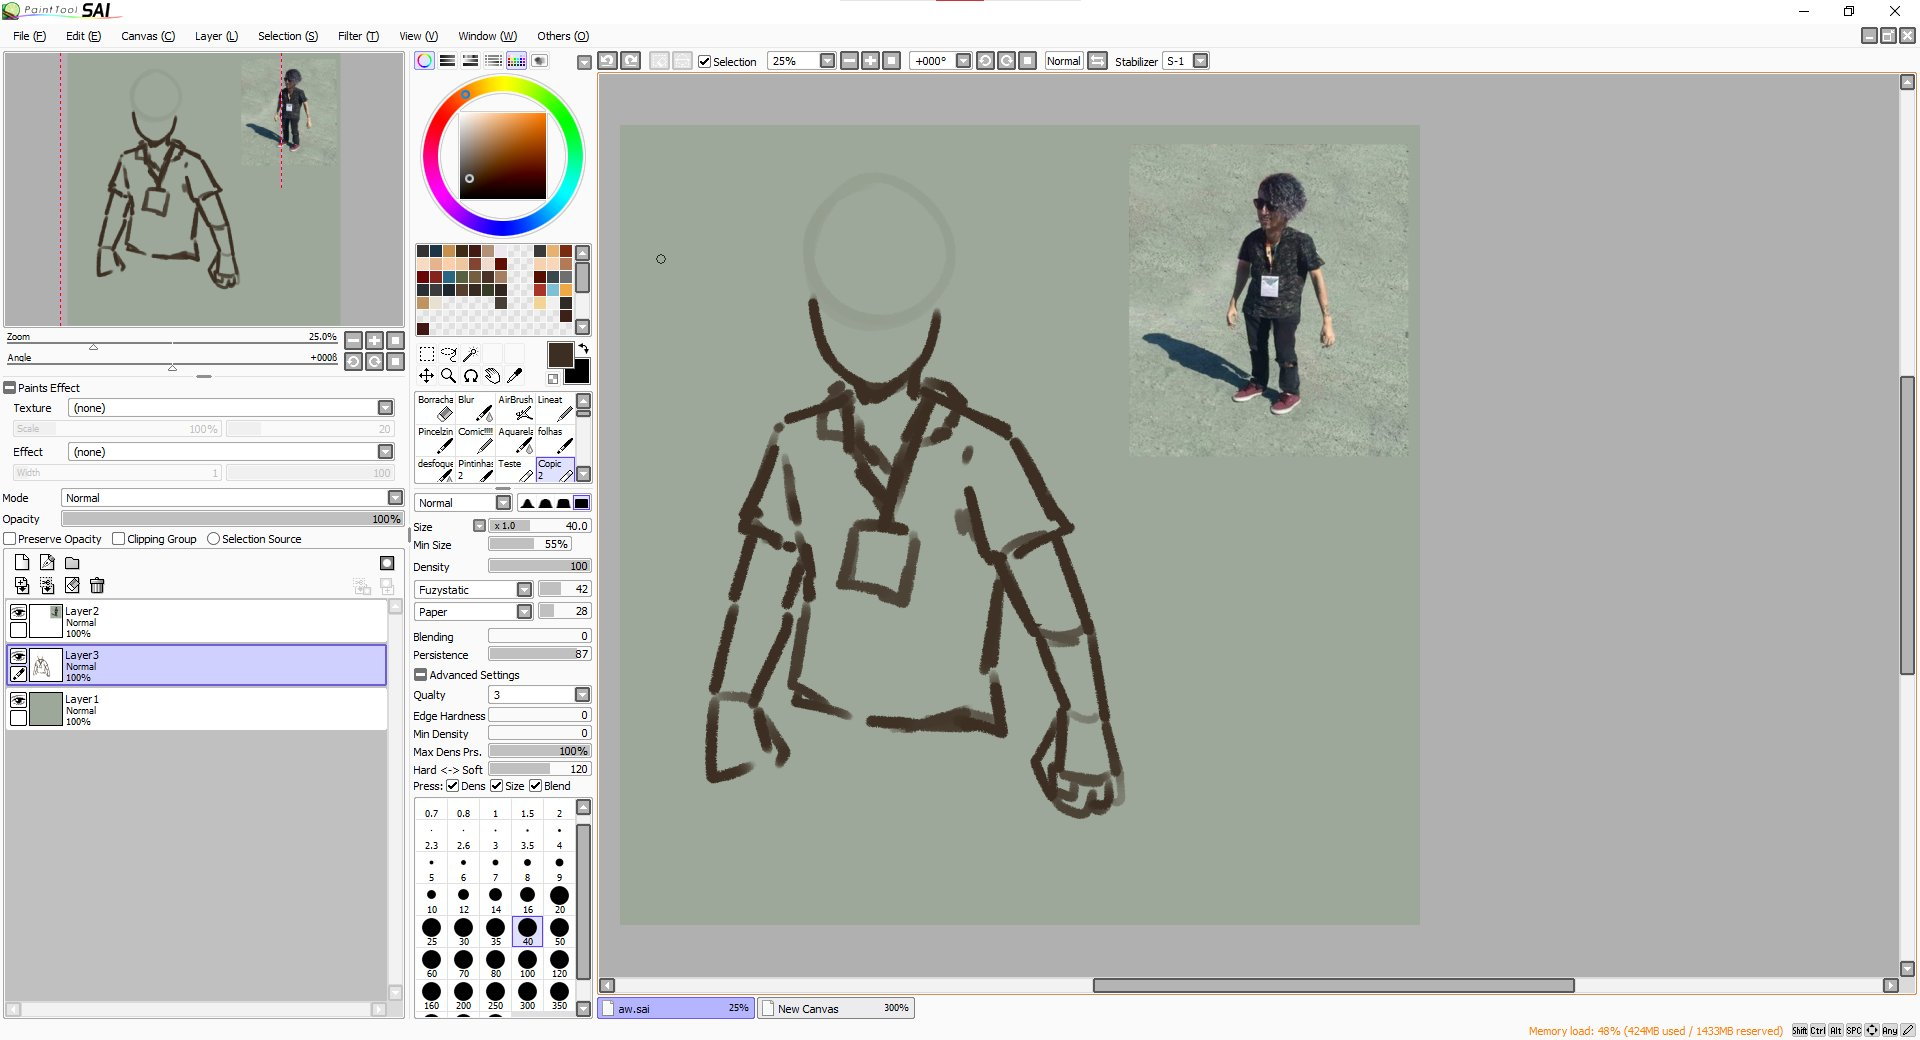 PaintTool SAI
File (F) Edit (E) Canvas (C) Layer (L) Selection (S) Filter (T) View (V) Window (W) Others (O)
Selection 25% +000° Normal Stabilizer S-1
Zoom 25.0%
Angle +000ß
Paints Effect
Texture (none)
Scale 100% 20
Effect (none)
Width 1 100
Mode Normal
Opacity 100%
Preserve Opacity Clipping Group Selection Source
Layer2
Normal
100%
Layer3
Normal
100%
Layer1
Normal
100%
Borracha Blur AirBrush Lineat
Pincelzin Comic!!!! Aquarela folhas
desfoque Pintinhas 2 Teste Copic 2
Normal
Size x 1.0 40.0
Min Size 55%
Density 100
Fuzystatic 42
Paper 28
Blending 0
Persistence 87
Advanced Settings
Qualty 3
Edge Hardness 0
Min Density 0
Max Dens Prs. 100%
Hard <-> Soft 120
Press: Dens Size Blend
0.7 0.8 1 1.5 2
2.3 2.6 3 3.5 4
5 6 7 8 9
10 12 14 16 20
25 30 35 40 50
60 70 80 100 120
160 200 250 300 350
aw.sai 25% New Canvas 300%
Memory load: 48% (424MB used / 1433MB reserved) Shift Ctrl Alt SPC Any